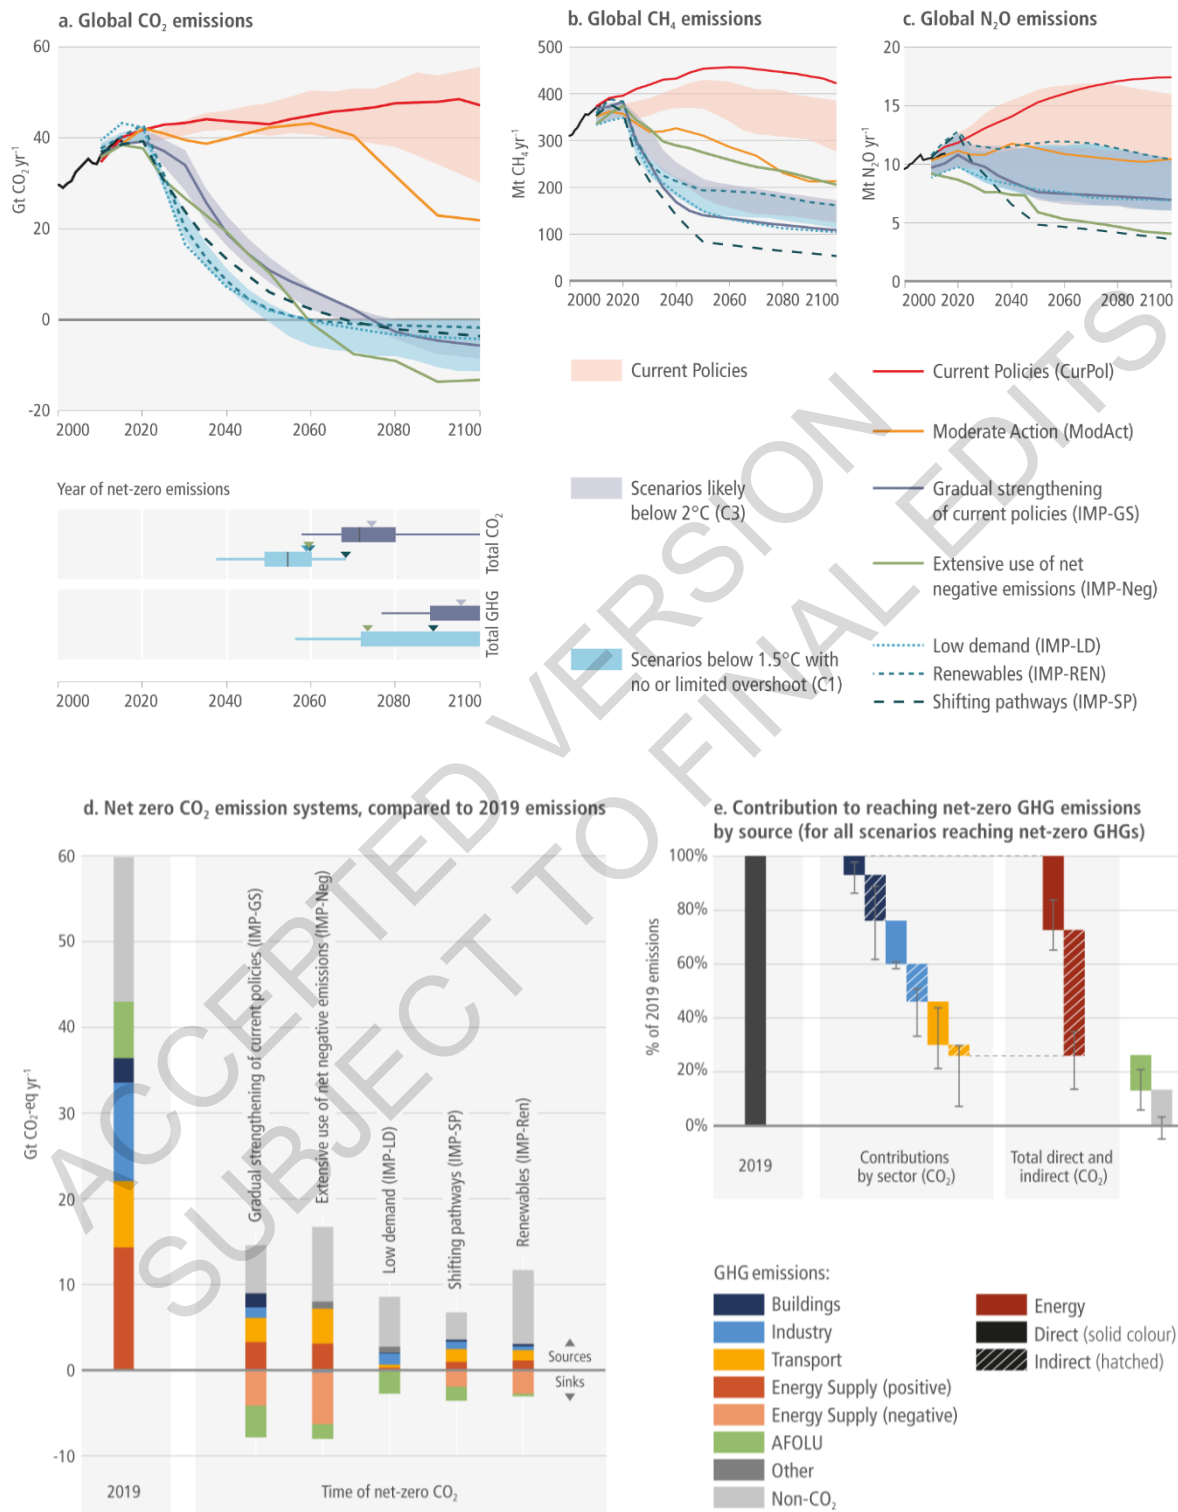 a. Global CO₂ emissions
Gt CO₂ yr⁻¹
60
40
20
0
-20
2000 2020 2040 2060 2080 2100
b. Global CH₄ emissions
Mt CH₄ yr⁻¹
500
400
300
200
100
0
2000 2020 2040 2060 2080 2100
c. Global N₂O emissions
Mt N₂O yr⁻¹
20
15
10
5
0
2000 2020 2040 2060 2080 2100
Year of net-zero emissions
Total CO₂
Total GHG
2000 2020 2040 2060 2080 2100
Current Policies
Scenarios likely
below 2°C (C3)
Scenarios below 1.5°C with
no or limited overshoot (C1)
Current Policies (CurPol)
Moderate Action (ModAct)
Gradual strengthening
of current policies (IMP-GS)
Extensive use of net
negative emissions (IMP-Neg)
Low demand (IMP-LD)
Renewables (IMP-REN)
Shifting pathways (IMP-SP)
d. Net zero CO₂ emission systems, compared to 2019 emissions
Gt CO₂-eq yr⁻¹
60
50
40
30
20
10
0
-10
Gradual strengthening of current policies (IMP-GS)
Extensive use of net negative emissions (IMP-Neg)
Low demand (IMP-LD)
Shifting pathways (IMP-SP)
Renewables (IMP-Ren)
Sources
Sinks
2019
Time of net-zero CO₂
e. Contribution to reaching net-zero GHG emissions
by source (for all scenarios reaching net-zero GHGs)
% of 2019 emissions
100%
80%
60%
40%
20%
0%
2019
Contributions
by sector (CO₂)
Total direct and
indirect (CO₂)
GHG emissions:
Buildings
Industry
Transport
Energy Supply (positive)
Energy Supply (negative)
AFOLU
Other
Non-CO₂
Energy
Direct (solid colour)
Indirect (hatched)
ACCEPTED VERSION
SUBJECT TO FINAL EDITS